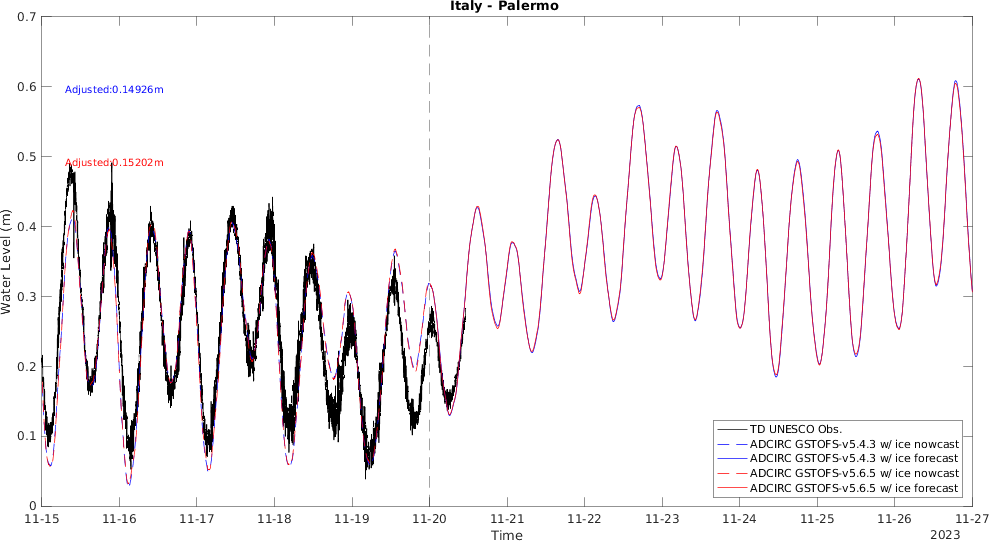 Italy - Palermo
0.7
0.6
0.5
0.4
0.3
0.2
0.1
0
Water Level (m)
Adjusted:0.14926m
Adjusted:0.15202m
TD UNESCO Obs.
ADCIRC GSTOFS-v5.4.3 w/ ice nowcast
ADCIRC GSTOFS-v5.4.3 w/ ice forecast
ADCIRC GSTOFS-v5.6.5 w/ ice nowcast
ADCIRC GSTOFS-v5.6.5 w/ ice forecast
11-15 11-16 11-17 11-18 11-19 11-20 11-21 11-22 11-23 11-24 11-25 11-26 11-27
Time
2023